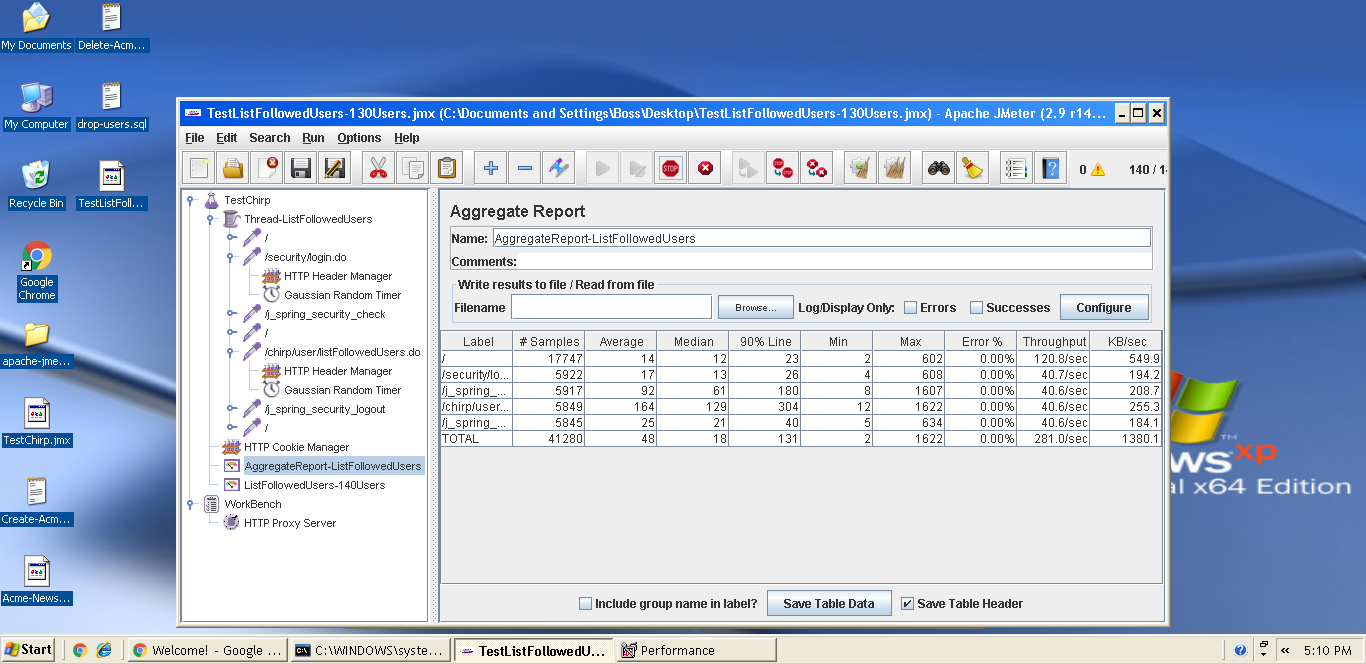 My Documents
Delete-Acm...
My Computer
drop-users.sql
Recycle Bin
TestListFoll...
Google
Chrome
apache-jme...
TestChirp.jmx
Create-Acm...
Acme-News...
TestListFollowedUsers-130Users.jmx (C:\Documents and Settings\Boss\Desktop\TestListFollowedUsers-130Users.jmx) - Apache JMeter (2.9 r14...
File Edit Search Run Options Help
STOP
0 140 / 1
TestChirp
Thread-ListFollowedUsers
/
/security/login.do
HTTP Header Manager
Gaussian Random Timer
/j_spring_security_check
/
/chirp/user/listFollowedUsers.do
HTTP Header Manager
Gaussian Random Timer
/j_spring_security_logout
/
HTTP Cookie Manager
AggregateReport-ListFollowedUsers
ListFollowedUsers-140Users
WorkBench
HTTP Proxy Server
Aggregate Report
Name: AggregateReport-ListFollowedUsers
Comments:
Write results to file / Read from file
Filename Browse... Log/Display Only: Errors Successes Configure
Label # Samples Average Median 90% Line Min Max Error % Throughput KB/sec
/ 17747 14 12 23 2 602 0.00% 120.8/sec 549.9
/security/lo... 5922 17 13 26 4 608 0.00% 40.7/sec 194.2
/j_spring_... 5917 92 61 180 8 1607 0.00% 40.6/sec 208.7
/chirp/user... 5849 164 129 304 12 1622 0.00% 40.6/sec 255.3
/j_spring_... 5845 25 21 40 5 634 0.00% 40.6/sec 184.1
TOTAL 41280 48 18 131 2 1622 0.00% 281.0/sec 1380.1
Include group name in label? Save Table Data Save Table Header
ws xp TM
al x64 Edition
Start Welcome! - Google ... C:\WINDOWS\syste... TestListFollowedU... Performance 5:10 PM